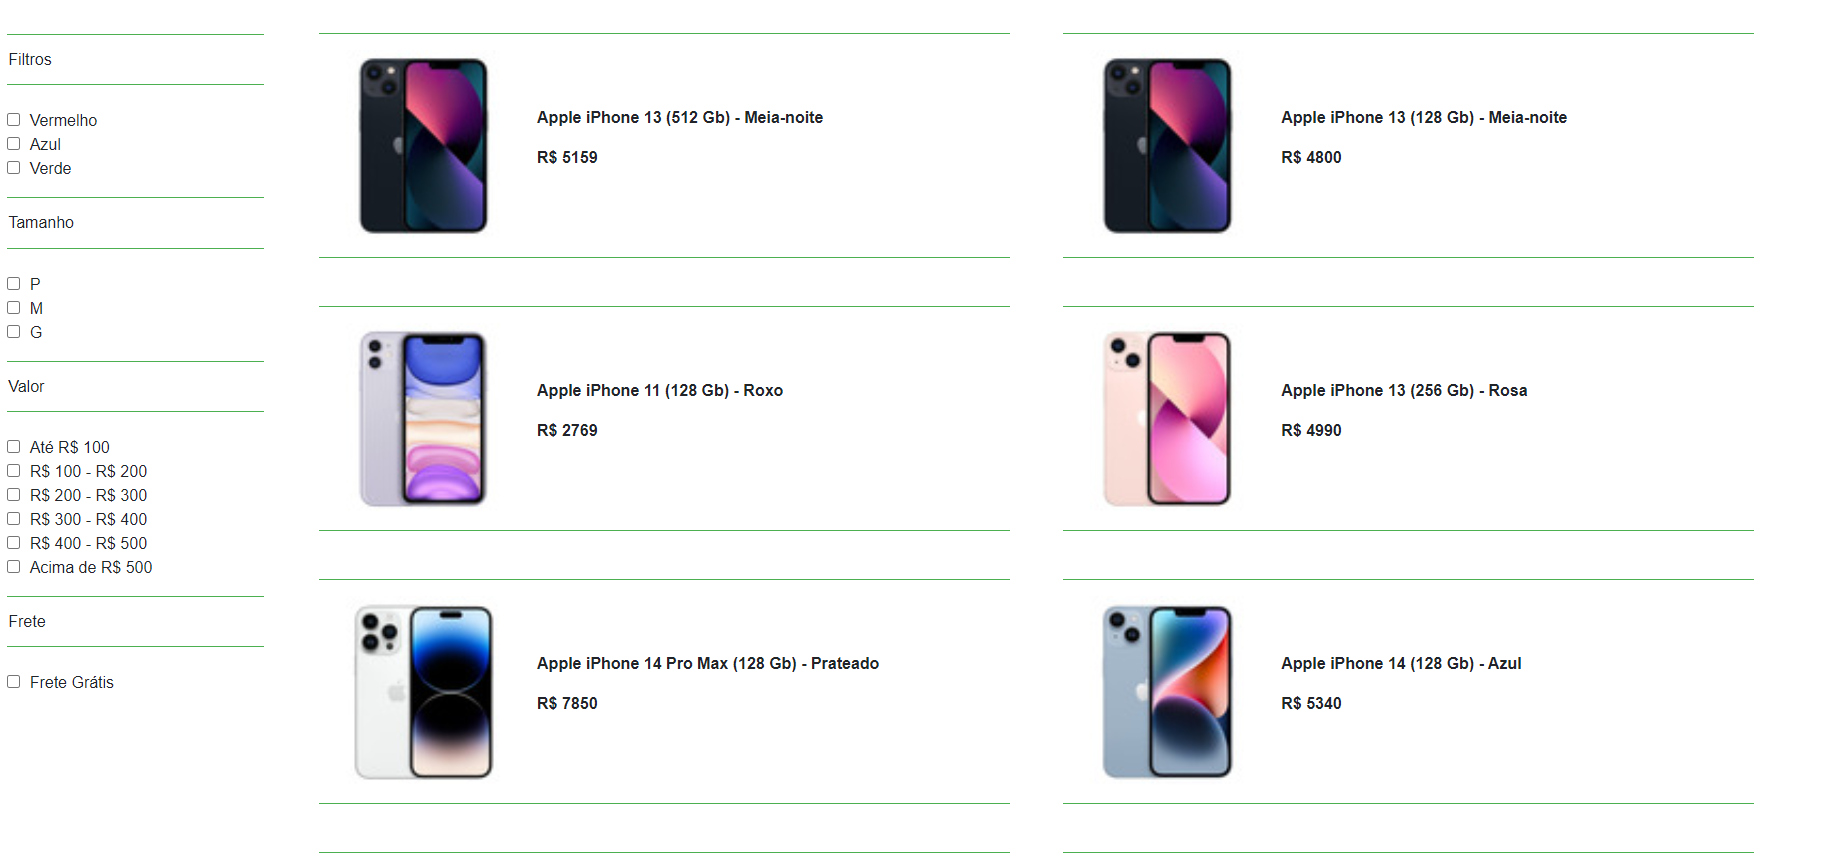 Filtros
Vermelho
Azul
Verde
Tamanho
P
M
G
Valor
Até R$ 100
R$ 100 - R$ 200
R$ 200 - R$ 300
R$ 300 - R$ 400
R$ 400 - R$ 500
Acima de R$ 500
Frete
Frete Grátis
Apple iPhone 13 (512 Gb) - Meia-noite
R$ 5159
Apple iPhone 13 (128 Gb) - Meia-noite
R$ 4800
Apple iPhone 11 (128 Gb) - Roxo
R$ 2769
Apple iPhone 13 (256 Gb) - Rosa
R$ 4990
Apple iPhone 14 Pro Max (128 Gb) - Prateado
R$ 7850
Apple iPhone 14 (128 Gb) - Azul
R$ 5340